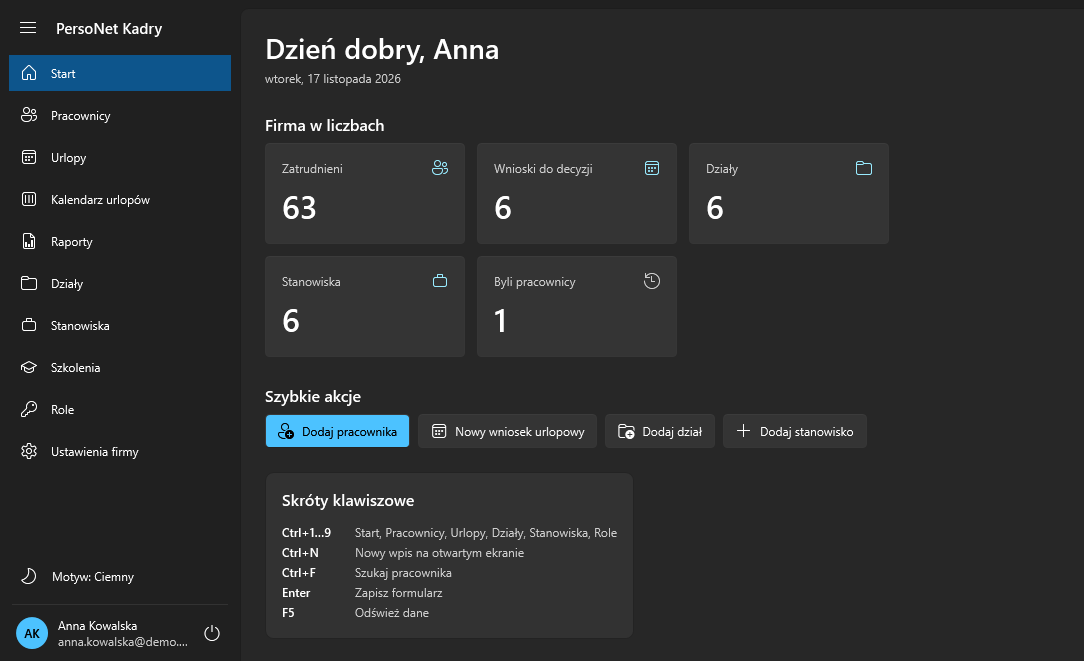 PersoNet Kadry
Start
Pracownicy
Urlopy
Kalendarz urlopów
Raporty
Działy
Stanowiska
Szkolenia
Role
Ustawienia firmy
Motyw: Ciemny
AK
Anna Kowalska
anna.kowalska@demo....
Dzień dobry, Anna
wtorek, 17 listopada 2026
Firma w liczbach
Zatrudnieni
63
Wnioski do decyzji
6
Działy
6
Stanowiska
6
Byli pracownicy
1
Szybkie akcje
Dodaj pracownika
Nowy wniosek urlopowy
Dodaj dział
Dodaj stanowisko
Skróty klawiszowe
Ctrl+1...9 Start, Pracownicy, Urlopy, Działy, Stanowiska, Role
Ctrl+N Nowy wpis na otwartym ekranie
Ctrl+F Szukaj pracownika
Enter Zapisz formularz
F5 Odśwież dane